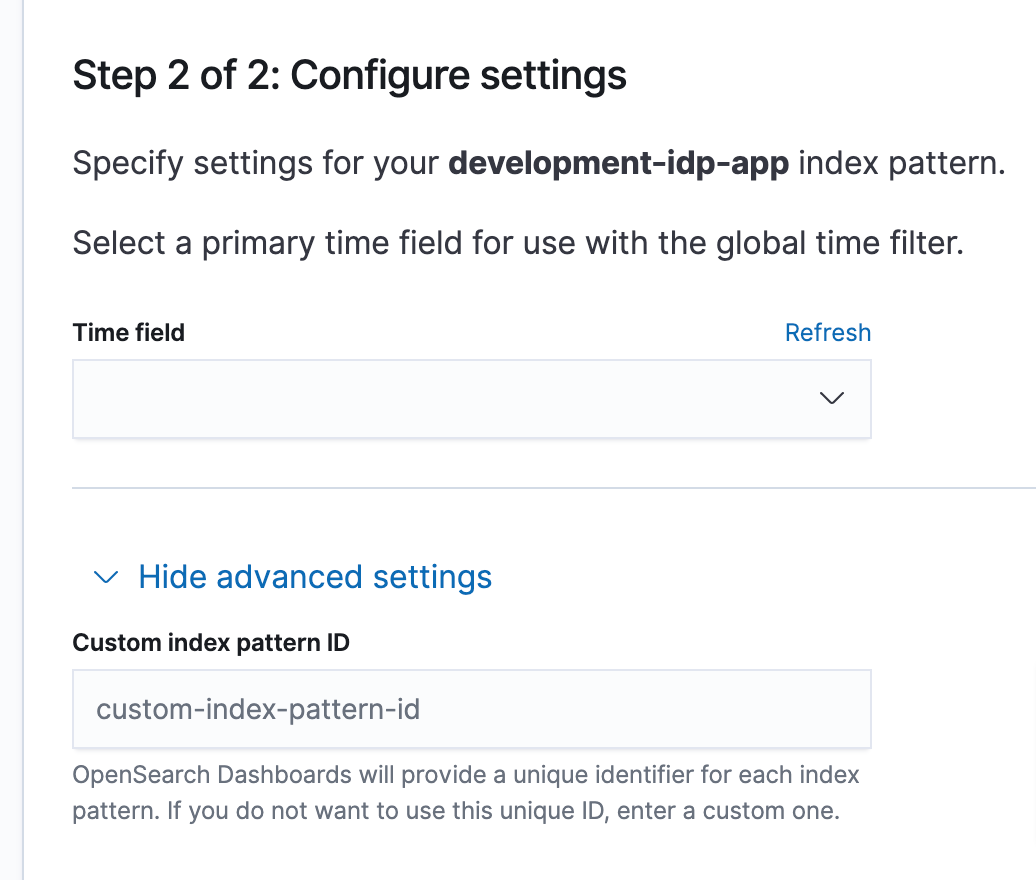 Step 2 of 2: Configure settings
Specify settings for your development-idp-app index pattern.
Select a primary time field for use with the global time filter.
Time field
Refresh
Hide advanced settings
Custom index pattern ID
custom-index-pattern-id
OpenSearch Dashboards will provide a unique identifier for each index
pattern. If you do not want to use this unique ID, enter a custom one.